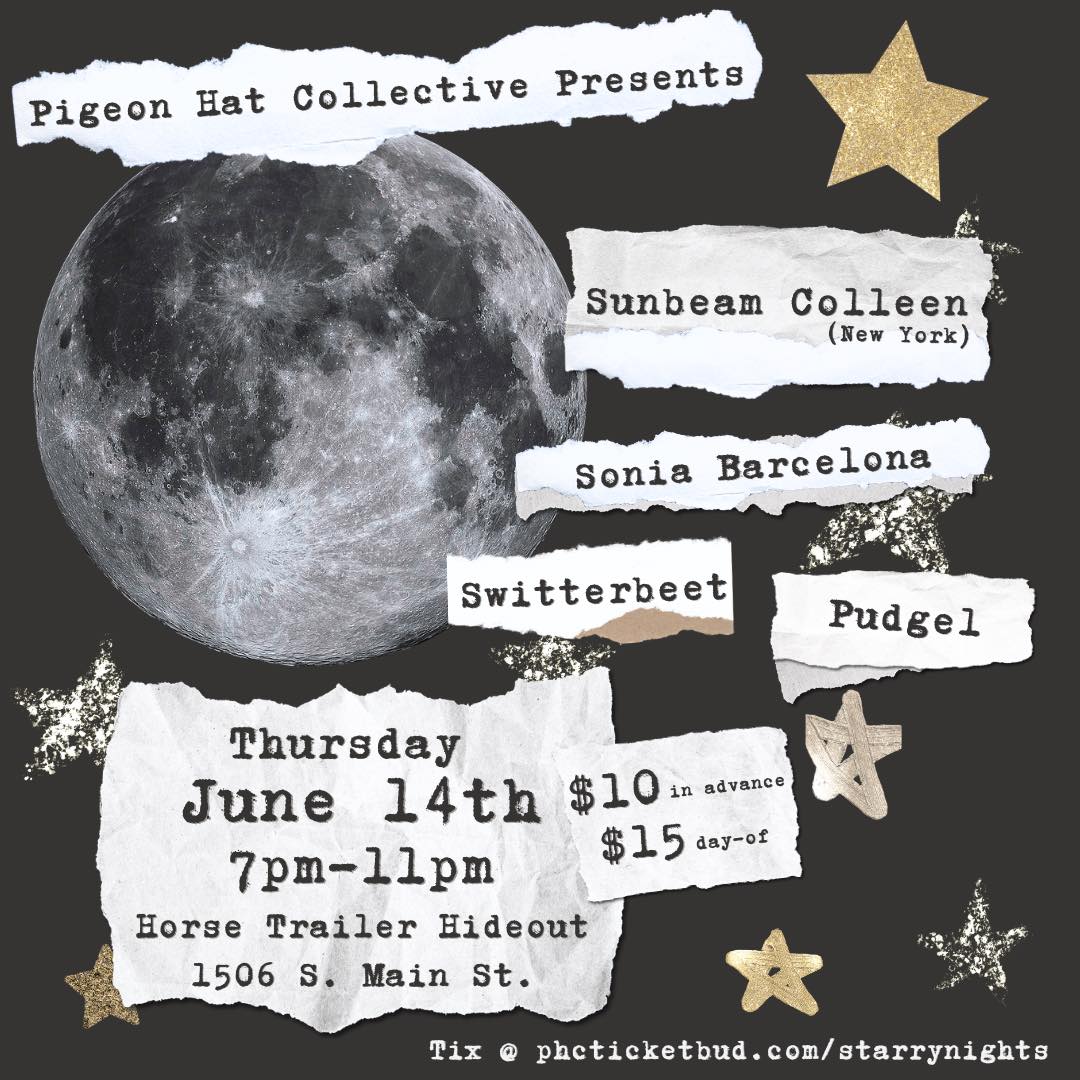 Pigeon Hat Collective Presents
Sunbeam Colleen
(New York)
Sonia Barcelona
Switterbeet
Pudgel
Thursday
June 14th
7pm-11pm
Horse Trailer Hideout
1506 S. Main St.
$10 in advance
$15 day-of
Tix @ phcticketbud.com/starrynights